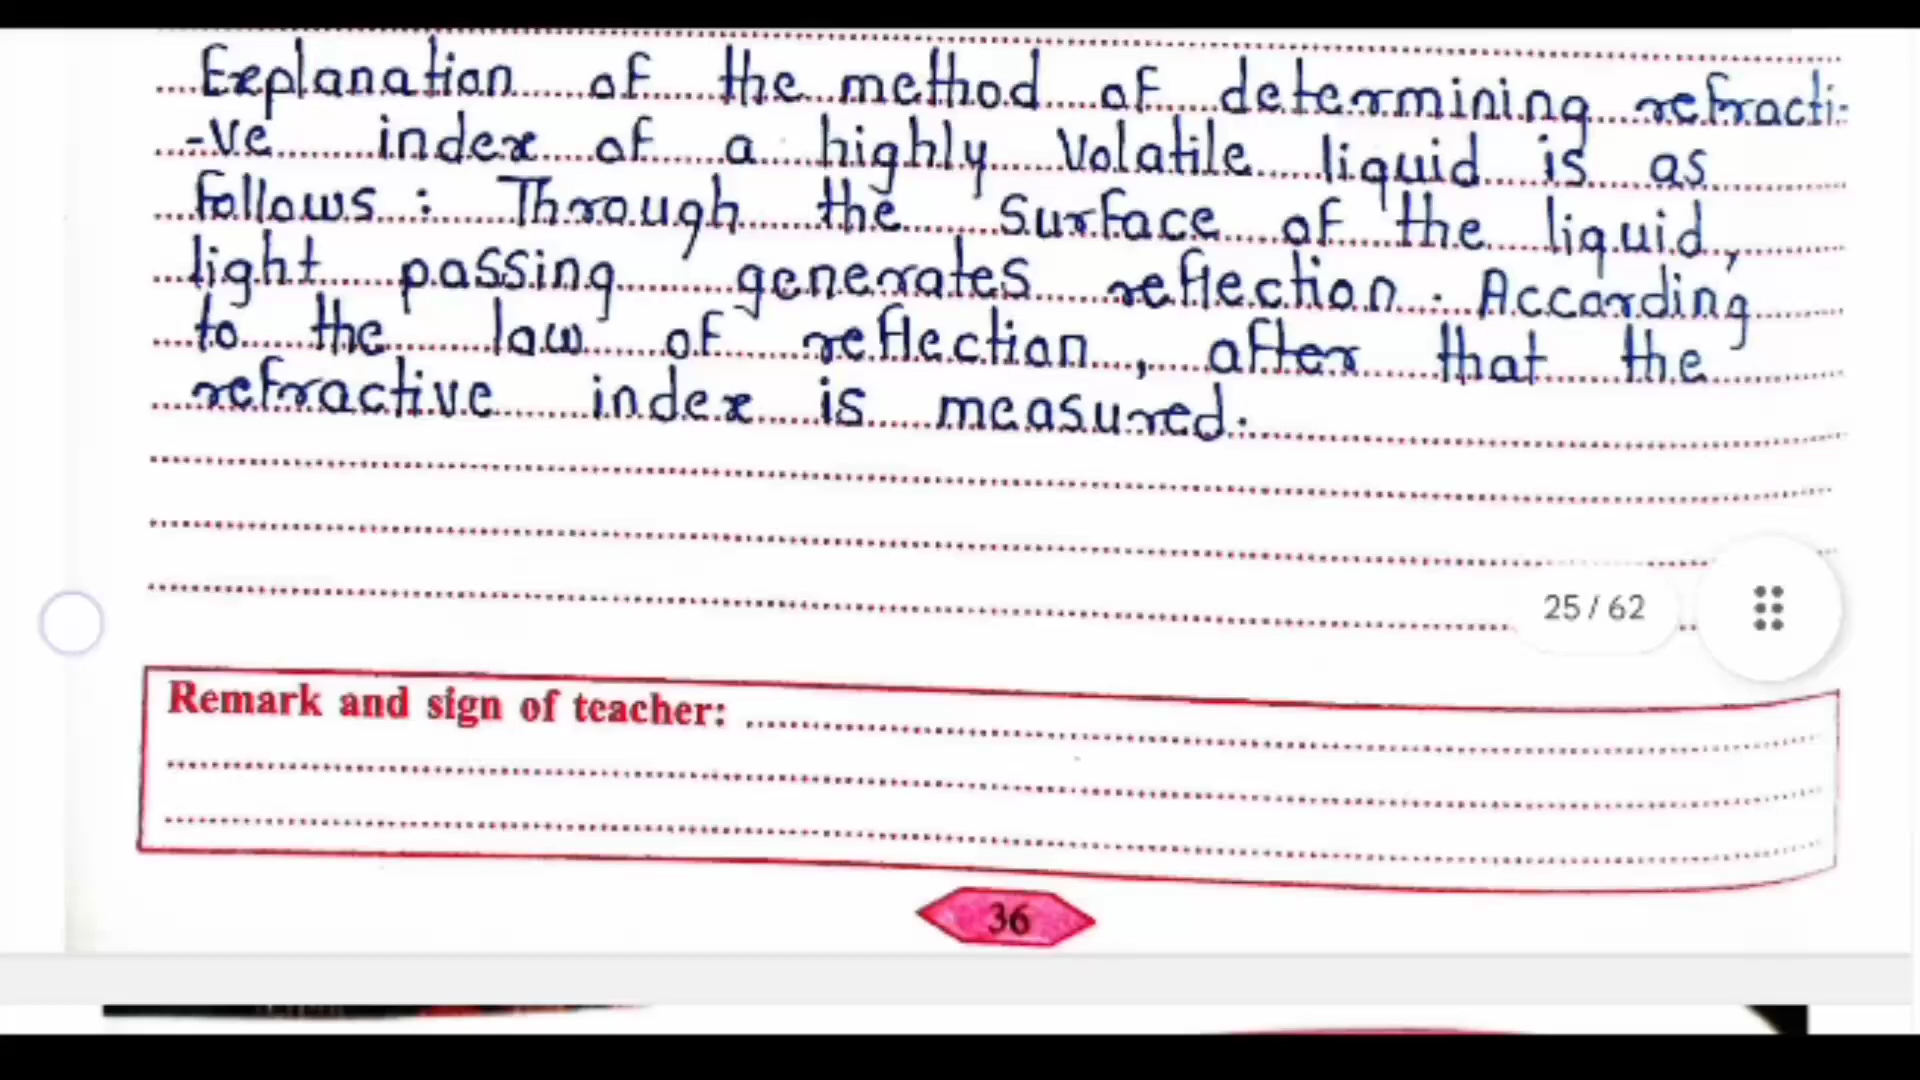 Explanation of the method of determining refracti-
-ve index of a highly volatile liquid is as
follows : Through the surface of the liquid,
light passing generates reflection. According
to the law of reflection, after that the
refractive index is measured.
25 / 62
Remark and sign of teacher:
36